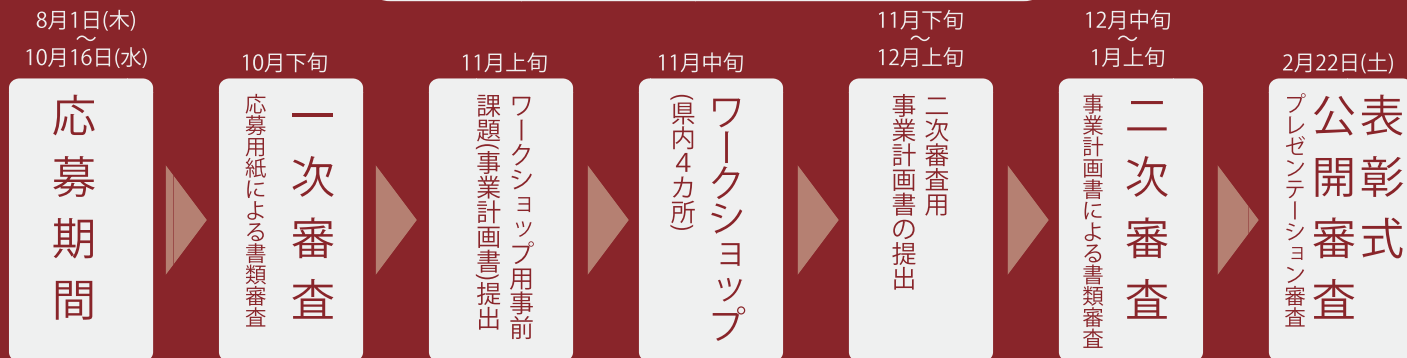 8月1日(木)
～
10月16日(水)
応募期間
10月下旬
一次審査
応募用紙による書類審査
11月上旬
ワークショップ用事前
課題(事業計画書)提出
11月中旬
ワークショップ
(県内4カ所)
11月下旬
～
12月上旬
二次審査用
事業計画書の提出
12月中旬
～
1月上旬
二次審査
事業計画書による書類審査
2月22日(土)
表彰式
公開審査
プレゼンテーション審査